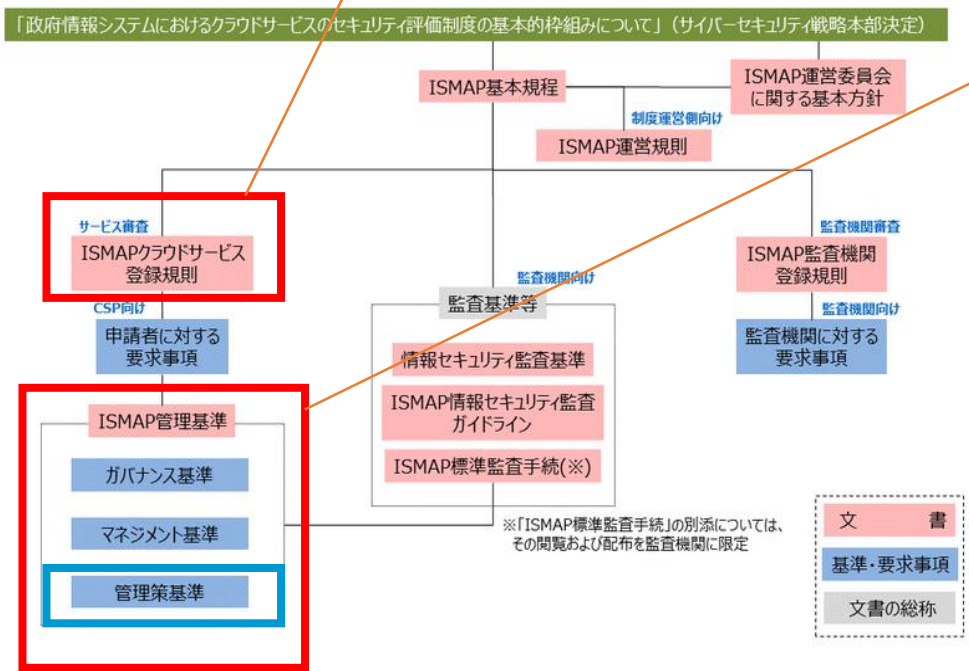 「政府情報システムにおけるクラウドサービスのセキュリティ評価制度の基本的枠組みについて」（サイバーセキュリティ戦略本部決定）
ISMAP基本規程
ISMAP運営委員会
に関する基本方針
制度運営側向け
ISMAP運営規則
サービス審査
ISMAPクラウドサービス
登録規則
CSP向け
申請者に対する
要求事項
ISMAP管理基準
ガバナンス基準
マネジメント基準
管理策基準
監査機関向け
監査基準等
情報セキュリティ監査基準
ISMAP情報セキュリティ監査
ガイドライン
ISMAP標準監査手続(※)
※「ISMAP標準監査手続」の別添については、
その閲覧および配布を監査機関に限定
監査機関審査
ISMAP監査機関
登録規則
監査機関向け
監査機関に対する
要求事項
文　書
基準・要求事項
文書の総称